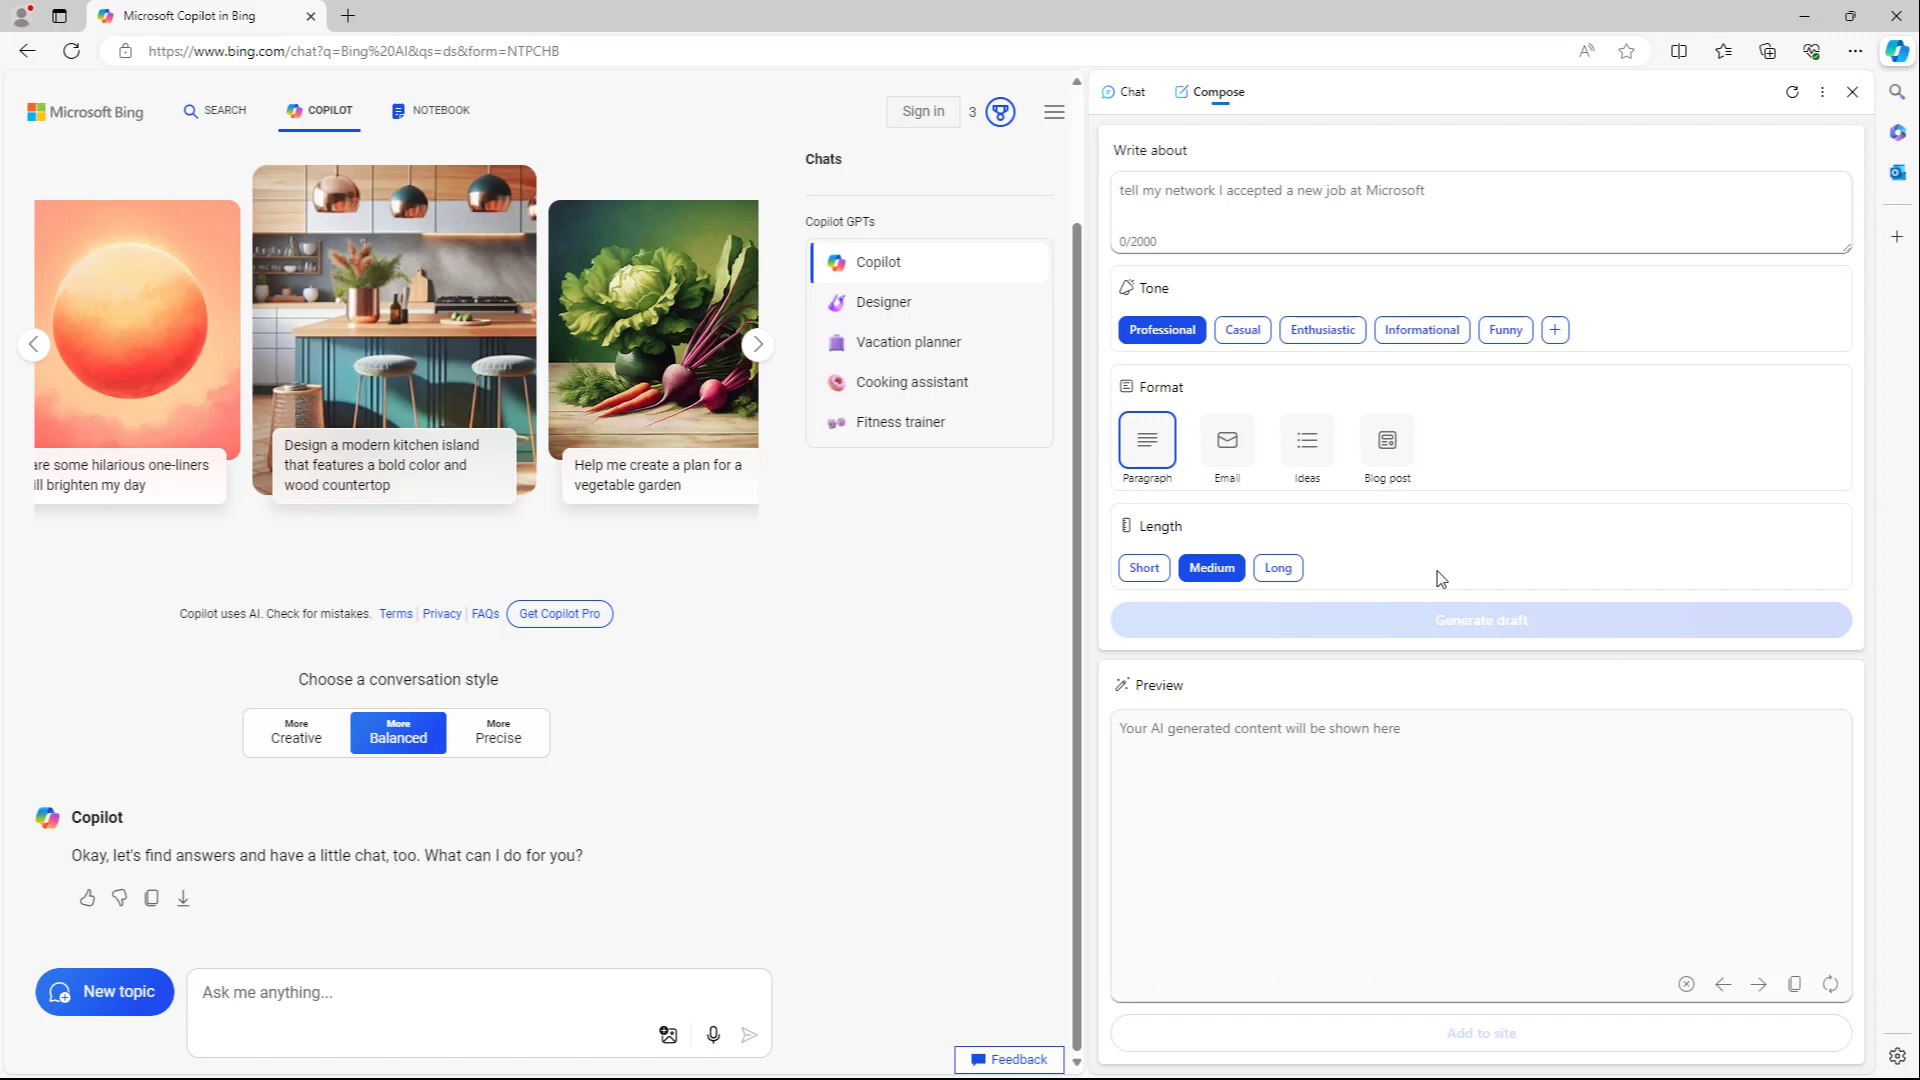 Microsoft Copilot in Bing
https://www.bing.com/chat?q=Bing%20AI&qs=ds&form=NTPCHB
Microsoft Bing
SEARCH
COPILOT
NOTEBOOK
Sign in
3
are some hilarious one-liners
ill brighten my day
Design a modern kitchen island
that features a bold color and
wood countertop
Help me create a plan for a
vegetable garden
Chats
Copilot GPTs
Copilot
Designer
Vacation planner
Cooking assistant
Fitness trainer
Copilot uses AI. Check for mistakes. Terms Privacy FAQs Get Copilot Pro
Choose a conversation style
More
Creative
More
Balanced
More
Precise
Copilot
Okay, let's find answers and have a little chat, too. What can I do for you?
New topic
Ask me anything...
Feedback
Chat
Compose
Write about
tell my network I accepted a new job at Microsoft
0/2000
Tone
Professional
Casual
Enthusiastic
Informational
Funny
Format
Paragraph
Email
Ideas
Blog post
Length
Short
Medium
Long
Generate draft
Preview
Your AI generated content will be shown here
Add to site